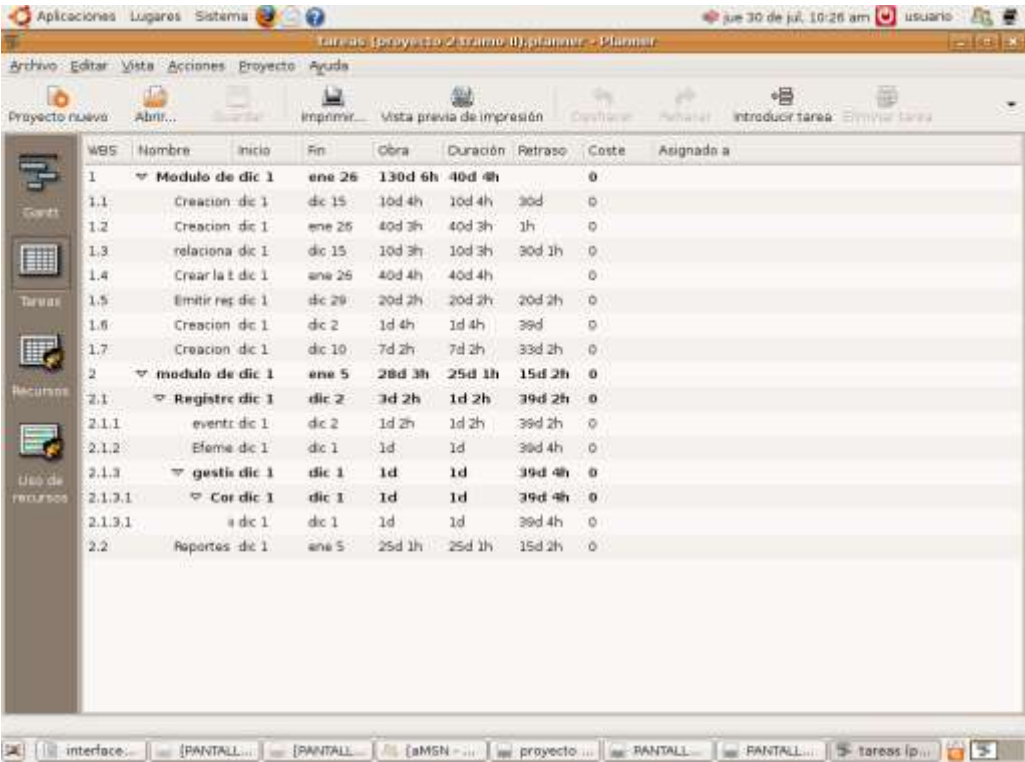 Aplicaciones Lugares Sistema jue 30 de jul, 10:26 am usuario
tareas (proyecto 2 tramo II).planner - Planner
Archivo Editar Vista Acciones Proyecto Ayuda
Proyecto nuevo Abrir... Guardar Imprimir... Vista previa de impresión Deshacer Rehacer Introducir tarea Eliminar tarea
WBS Nombre Inicio Fin Obra Duración Retraso Coste Asignado a
1 Modulo de dic 1 ene 26 130d 6h 40d 4h 0
1.1 Creacion dic 1 dic 15 10d 4h 10d 4h 30d 0
1.2 Creacion dic 1 ene 26 40d 3h 40d 3h 1h 0
1.3 relaciona dic 1 dic 15 10d 3h 10d 3h 30d 1h 0
1.4 Crear la dic 1 ene 26 40d 4h 40d 4h 0
1.5 Emitir rep dic 1 dic 29 20d 2h 20d 2h 20d 2h 0
1.6 Creacion dic 1 dic 2 1d 4h 1d 4h 39d 0
1.7 Creacion dic 1 dic 10 7d 2h 7d 2h 33d 2h 0
2 modulo de dic 1 ene 5 28d 3h 25d 1h 15d 2h 0
2.1 Registro dic 1 dic 2 3d 2h 1d 2h 39d 2h 0
2.1.1 evento dic 1 dic 2 1d 2h 1d 2h 39d 2h 0
2.1.2 Efeme dic 1 dic 1 1d 1d 39d 4h 0
2.1.3 gestio dic 1 dic 1 1d 1d 39d 4h 0
2.1.3.1 Cor dic 1 dic 1 1d 1d 39d 4h 0
2.1.3.1 dic 1 dic 1 1d 1d 39d 4h 0
2.2 Reportes dic 1 ene 5 25d 1h 25d 1h 15d 2h 0
Gantt
Tareas
Recursos
Uso de
recursos
interface... [PANTALL... [PANTALL... [aMSN - ... proyecto ... PANTALL... PANTALL... tareas (p...